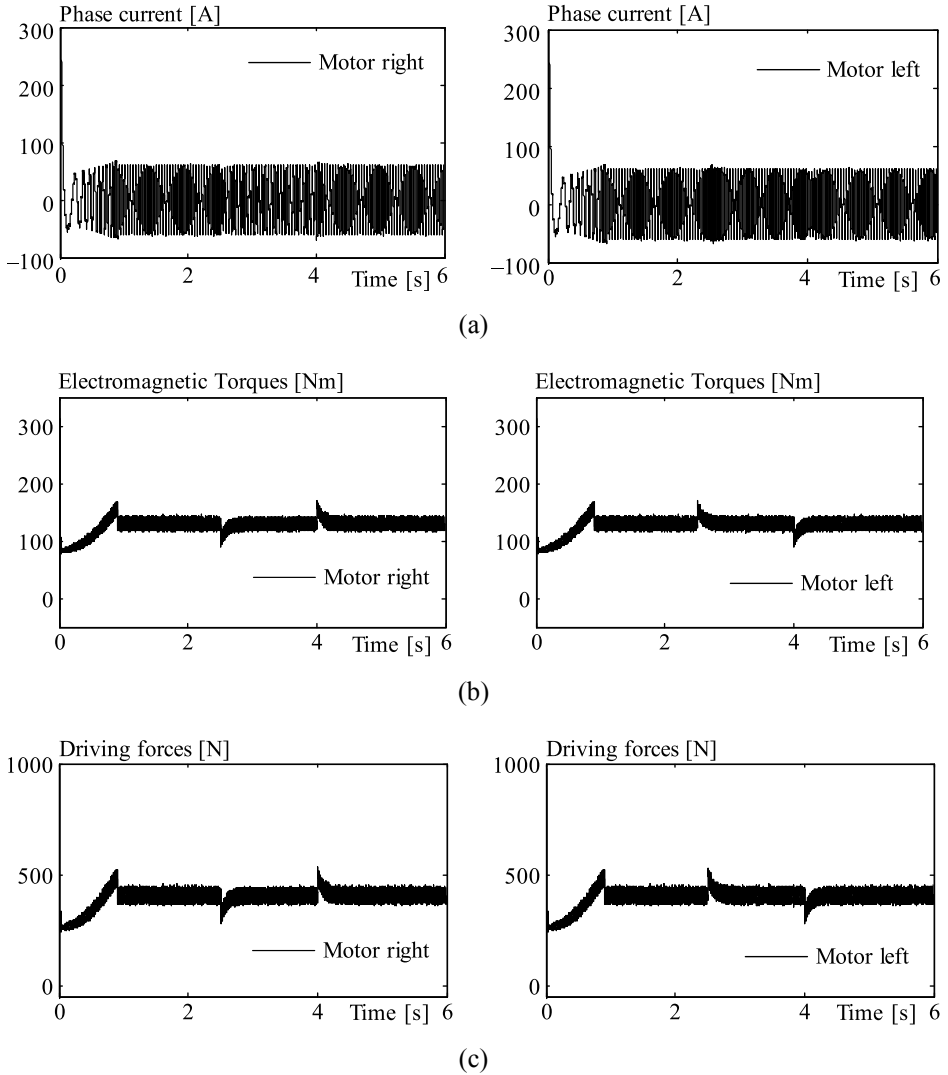 Phase current [A]
300
200
100
0
−100
Motor right
0 2 4 6
Time [s]
Phase current [A]
300
200
100
0
−100
Motor left
0 2 4 6
Time [s]
(a)
Electromagnetic Torques [Nm]
300
200
100
0
Motor right
0 2 4 6
Time [s]
Electromagnetic Torques [Nm]
300
200
100
0
Motor left
0 2 4 6
Time [s]
(b)
Driving forces [N]
1000
500
0
Motor right
0 2 4 6
Time [s]
Driving forces [N]
1000
500
0
Motor left
0 2 4 6
Time [s]
(c)